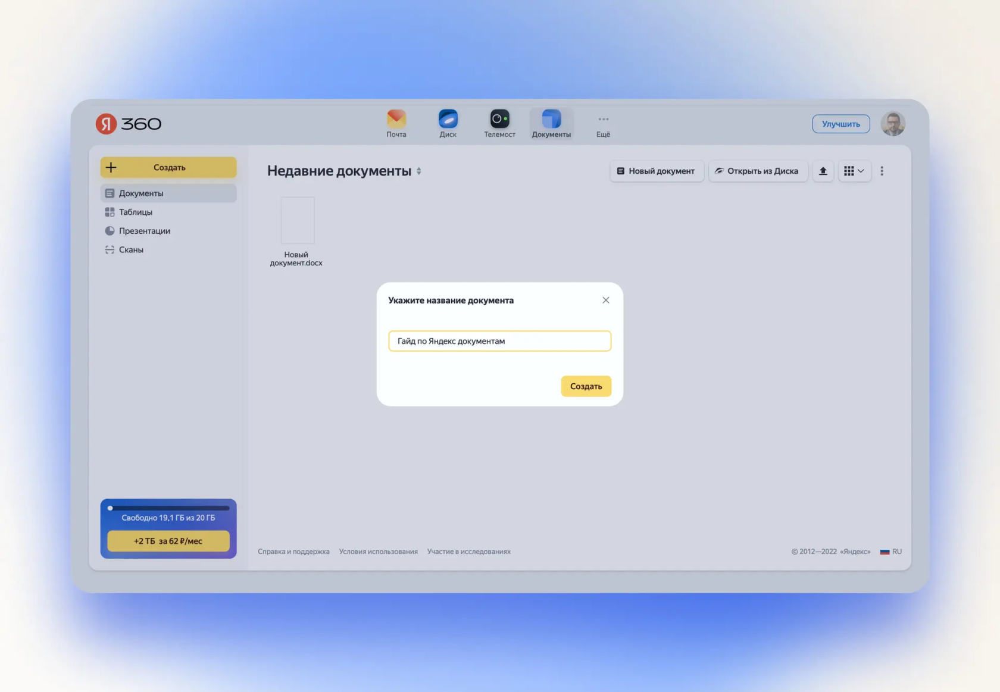 Я 360
Почта
Диск
Телемост
Документы
Ещё
Улучшить
Создать
Документы
Таблицы
Презентации
Сканы
Недавние документы
Новый документ
Открыть из Диска
Новый
документ.docx
Укажите название документа
Гайд по Яндекс документам
Создать
Свободно 19,1 ГБ из 20 ГБ
+2 ТБ за 62 ₽/мес
Справка и поддержка
Условия использования
Участие в исследованиях
© 2012—2022 «Яндекс»
RU